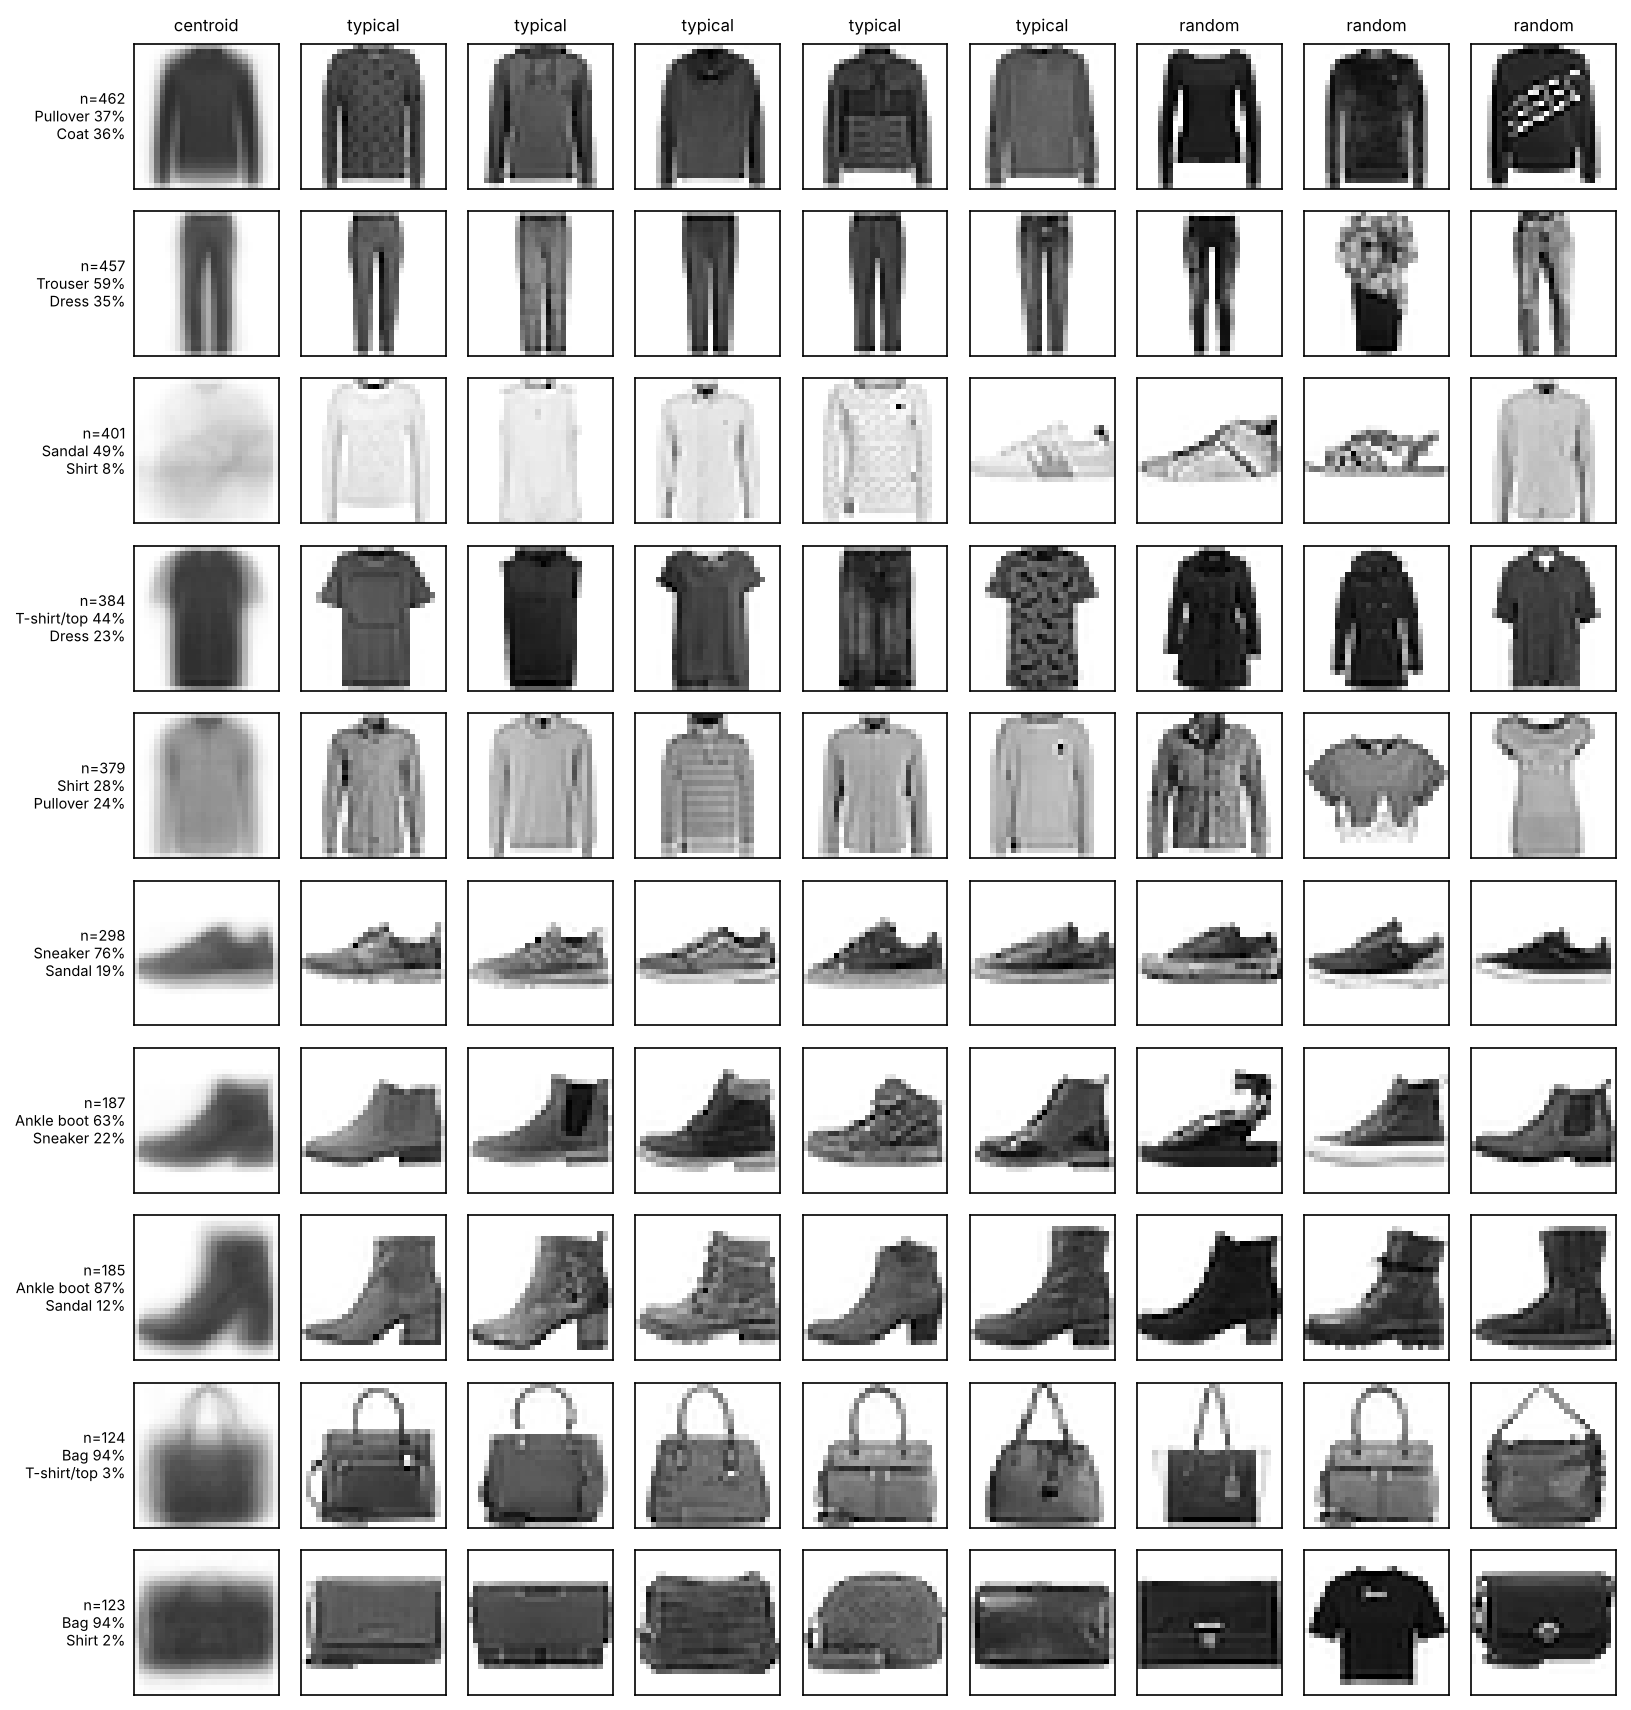 centroid typical typical typical typical typical random random random
n=462
Pullover 37%
Coat 36%
n=457
Trouser 59%
Dress 35%
n=401
Sandal 49%
Shirt 8%
n=384
T-shirt/top 44%
Dress 23%
n=379
Shirt 28%
Pullover 24%
n=298
Sneaker 76%
Sandal 19%
n=187
Ankle boot 63%
Sneaker 22%
n=185
Ankle boot 87%
Sandal 12%
n=124
Bag 94%
T-shirt/top 3%
n=123
Bag 94%
Shirt 2%